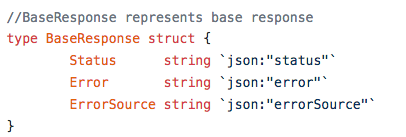 //BaseResponse represents base response
type BaseResponse struct {
        Status      string `json:"status"`
        Error       string `json:"error"`
        ErrorSource string `json:"errorSource"`
}